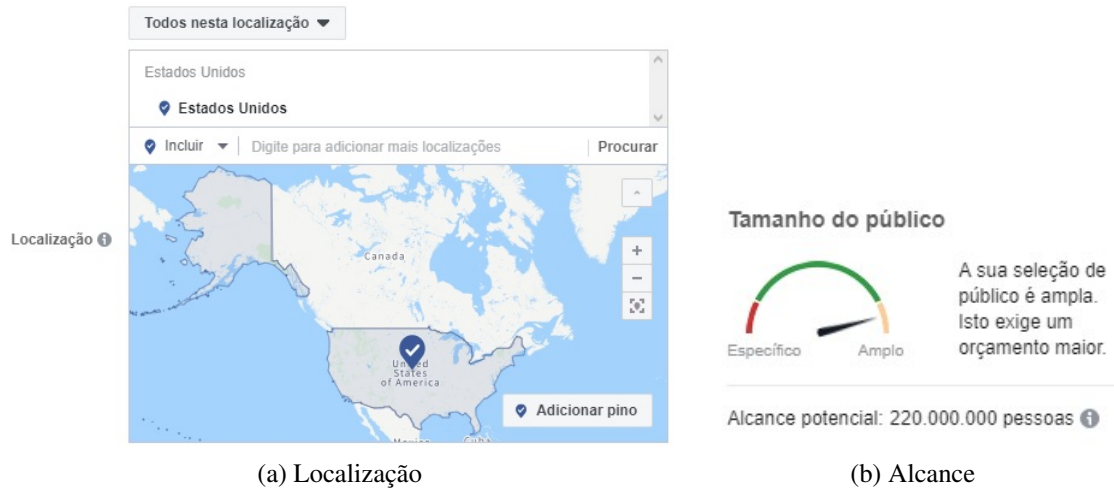 Todos nesta localização
Estados Unidos
Estados Unidos
Incluir Digite para adicionar mais localizações Procurar
Localização
Canada
United
States
of America
Adicionar pino
Mexico Cuba
(a) Localização
Tamanho do público
A sua seleção de
público é ampla.
Isto exige um
orçamento maior.
Específico Amplo
Alcance potencial: 220.000.000 pessoas
(b) Alcance